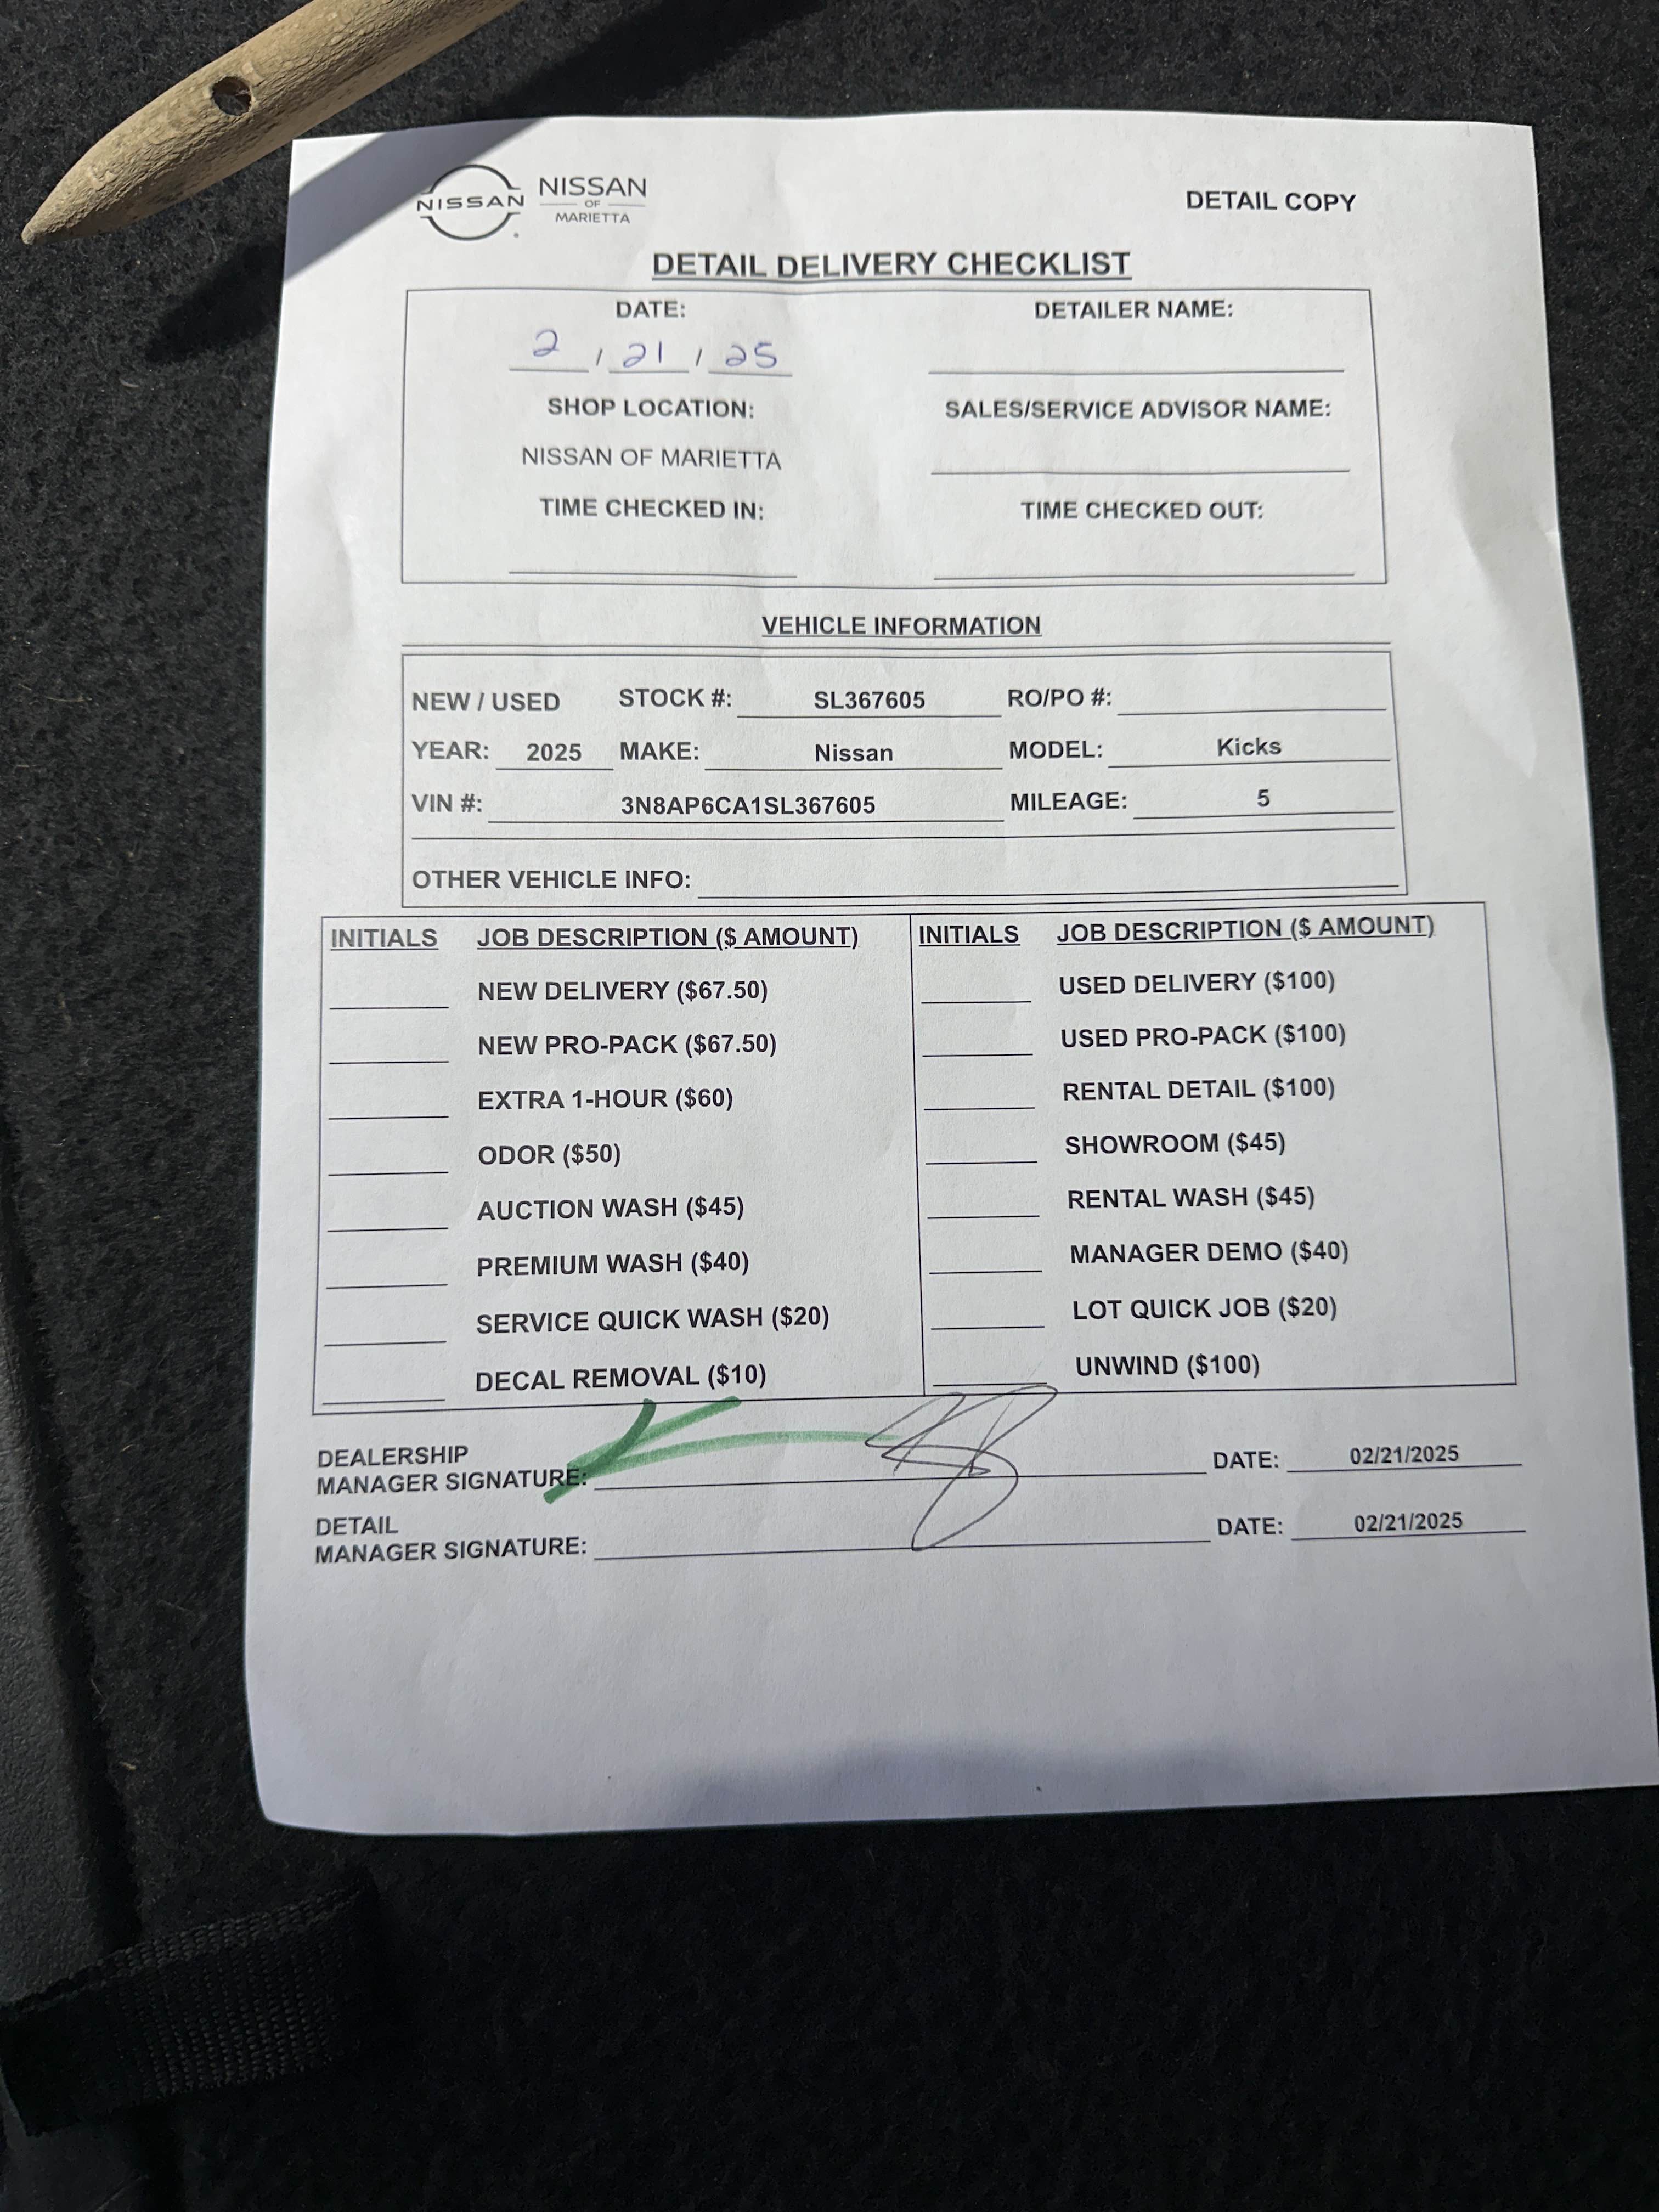 NISSAN
NISSAN
OF
MARIETTA
DETAIL COPY
DETAIL DELIVERY CHECKLIST
DATE:
2 / 21 / 25
DETAILER NAME:
SHOP LOCATION:
NISSAN OF MARIETTA
SALES/SERVICE ADVISOR NAME:
TIME CHECKED IN:
TIME CHECKED OUT:
VEHICLE INFORMATION
NEW / USED STOCK #: SL367605 RO/PO #:
YEAR: 2025 MAKE: Nissan MODEL: Kicks
VIN #: 3N8AP6CA1SL367605 MILEAGE: 5
OTHER VEHICLE INFO:
INITIALS JOB DESCRIPTION ($ AMOUNT)
NEW DELIVERY ($67.50)
NEW PRO-PACK ($67.50)
EXTRA 1-HOUR ($60)
ODOR ($50)
AUCTION WASH ($45)
PREMIUM WASH ($40)
SERVICE QUICK WASH ($20)
DECAL REMOVAL ($10)
INITIALS JOB DESCRIPTION ($ AMOUNT)
USED DELIVERY ($100)
USED PRO-PACK ($100)
RENTAL DETAIL ($100)
SHOWROOM ($45)
RENTAL WASH ($45)
MANAGER DEMO ($40)
LOT QUICK JOB ($20)
UNWIND ($100)
DEALERSHIP
MANAGER SIGNATURE: DATE: 02/21/2025
DETAIL
MANAGER SIGNATURE: DATE: 02/21/2025